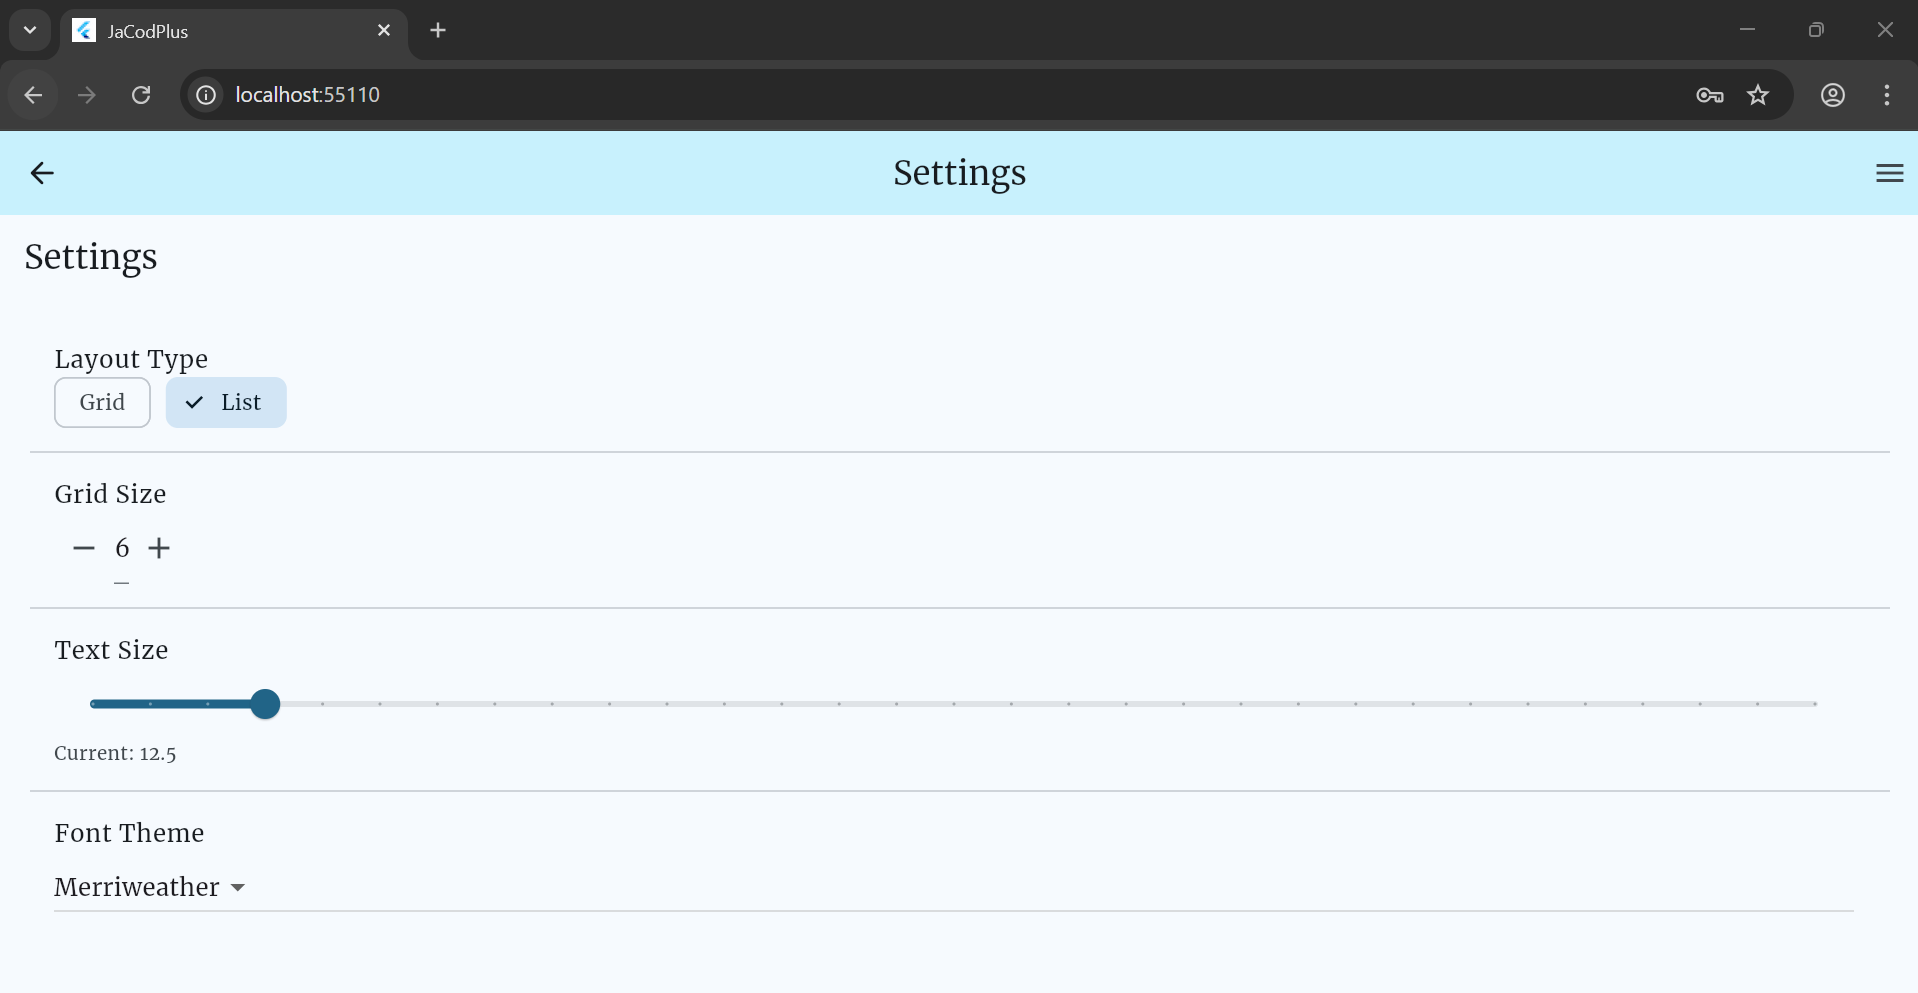 JaCodPlus
localhost:55110
Settings
Settings
Layout Type
Grid
List
Grid Size
6
Text Size
Current: 12.5
Font Theme
Merriweather